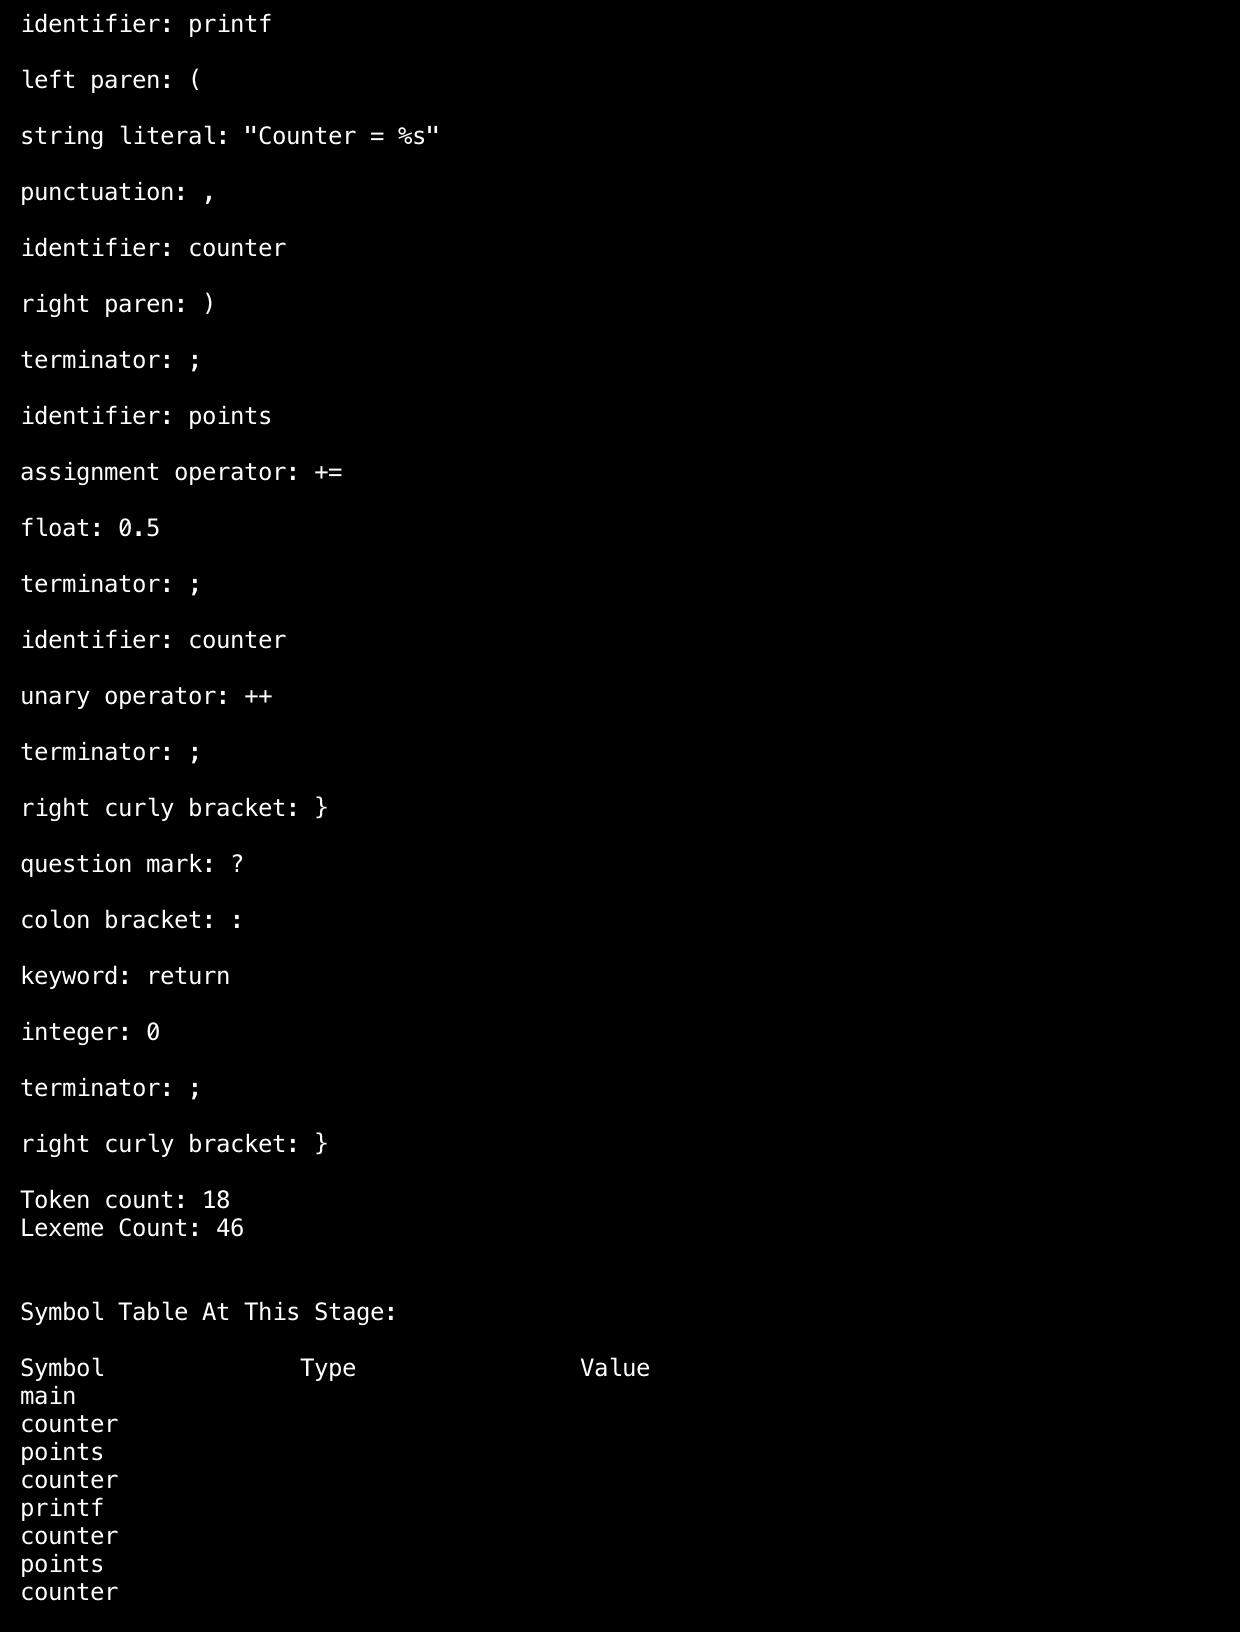 identifier: printf
left paren: (
string literal: "Counter = %s"
punctuation: ,
identifier: counter
right paren: )
terminator: ;
identifier: points
assignment operator: +=
float: 0.5
terminator: ;
identifier: counter
unary operator: ++
terminator: ;
right curly bracket: }
question mark: ?
colon bracket: :
keyword: return
integer: 0
terminator: ;
right curly bracket: }
Token count: 18
Lexeme Count: 46
Symbol Table At This Stage:
Symbol Type Value
main
counter
points
counter
printf
counter
points
counter